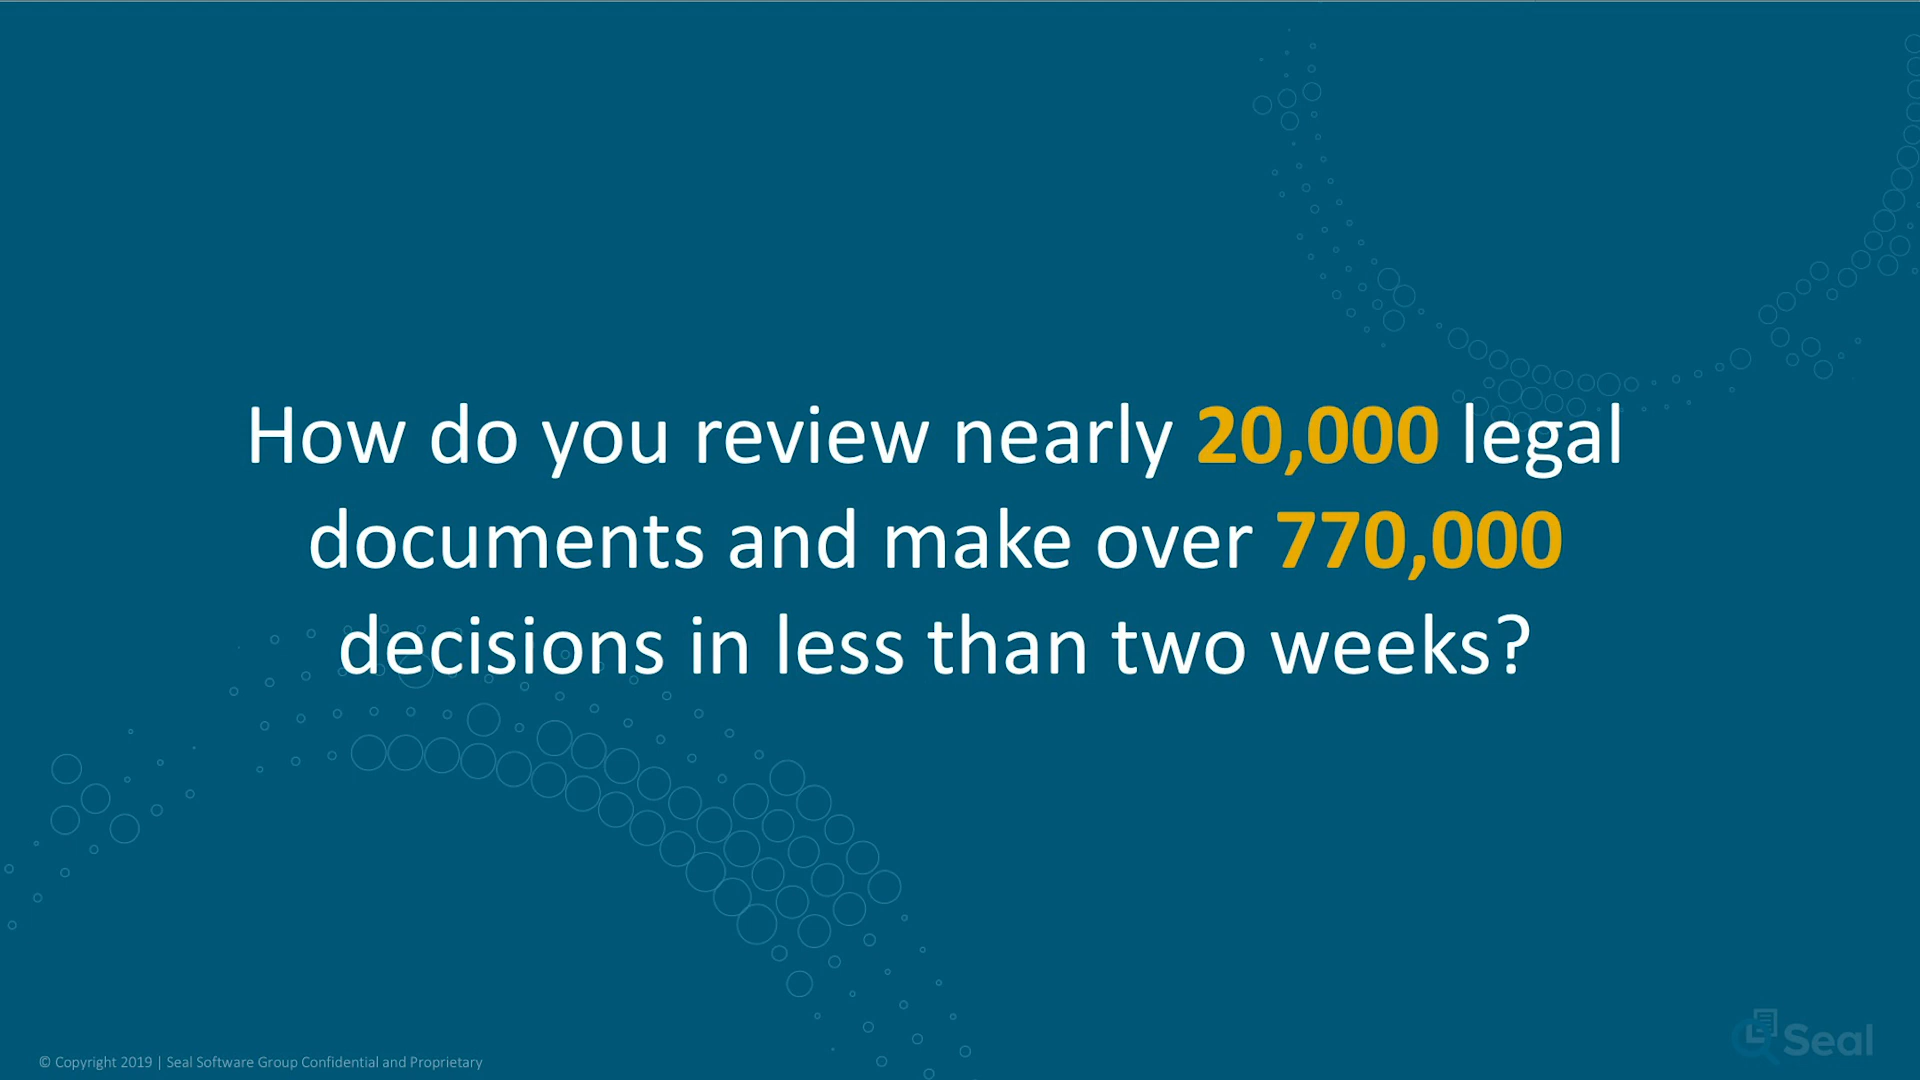 How do you review nearly 20,000 legal
documents and make over 770,000
decisions in less than two weeks?
© Copyright 2019 | Seal Software Group Confidential and Proprietary
Seal